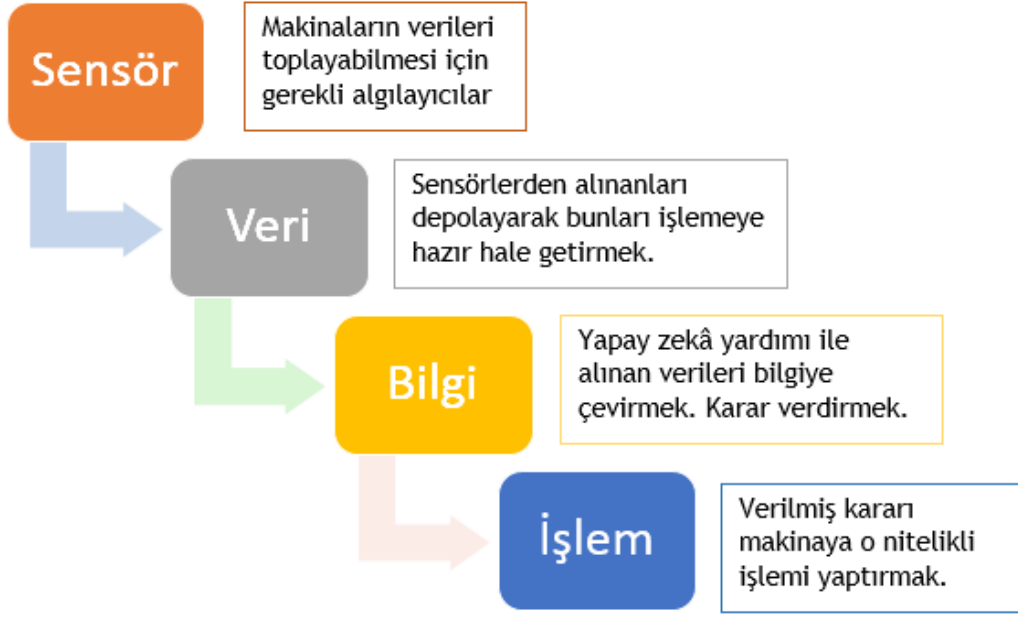 Sensör
Makinaların verileri
toplayabilmesi için
gerekli algılayıcılar
Veri
Sensörlerden alınanları
depolayarak bunları işlemeye
hazır hale getirmek.
Bilgi
Yapay zekâ yardımı ile
alınan verileri bilgiye
çevirmek. Karar verdirmek.
İşlem
Verilmiş kararı
makinaya o nitelikli
işlemi yaptırmak.